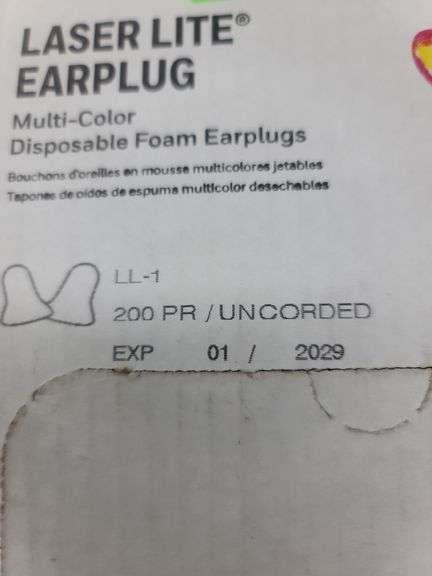 LASER LITE®
EARPLUG
Multi-Color
Disposable Foam Earplugs
Bouchons d'oreilles en mousse multicolores jetables
Tapones de oídos de espuma multicolor desechables
LL-1
200 PR / UNCORDED
EXP 01 / 2029